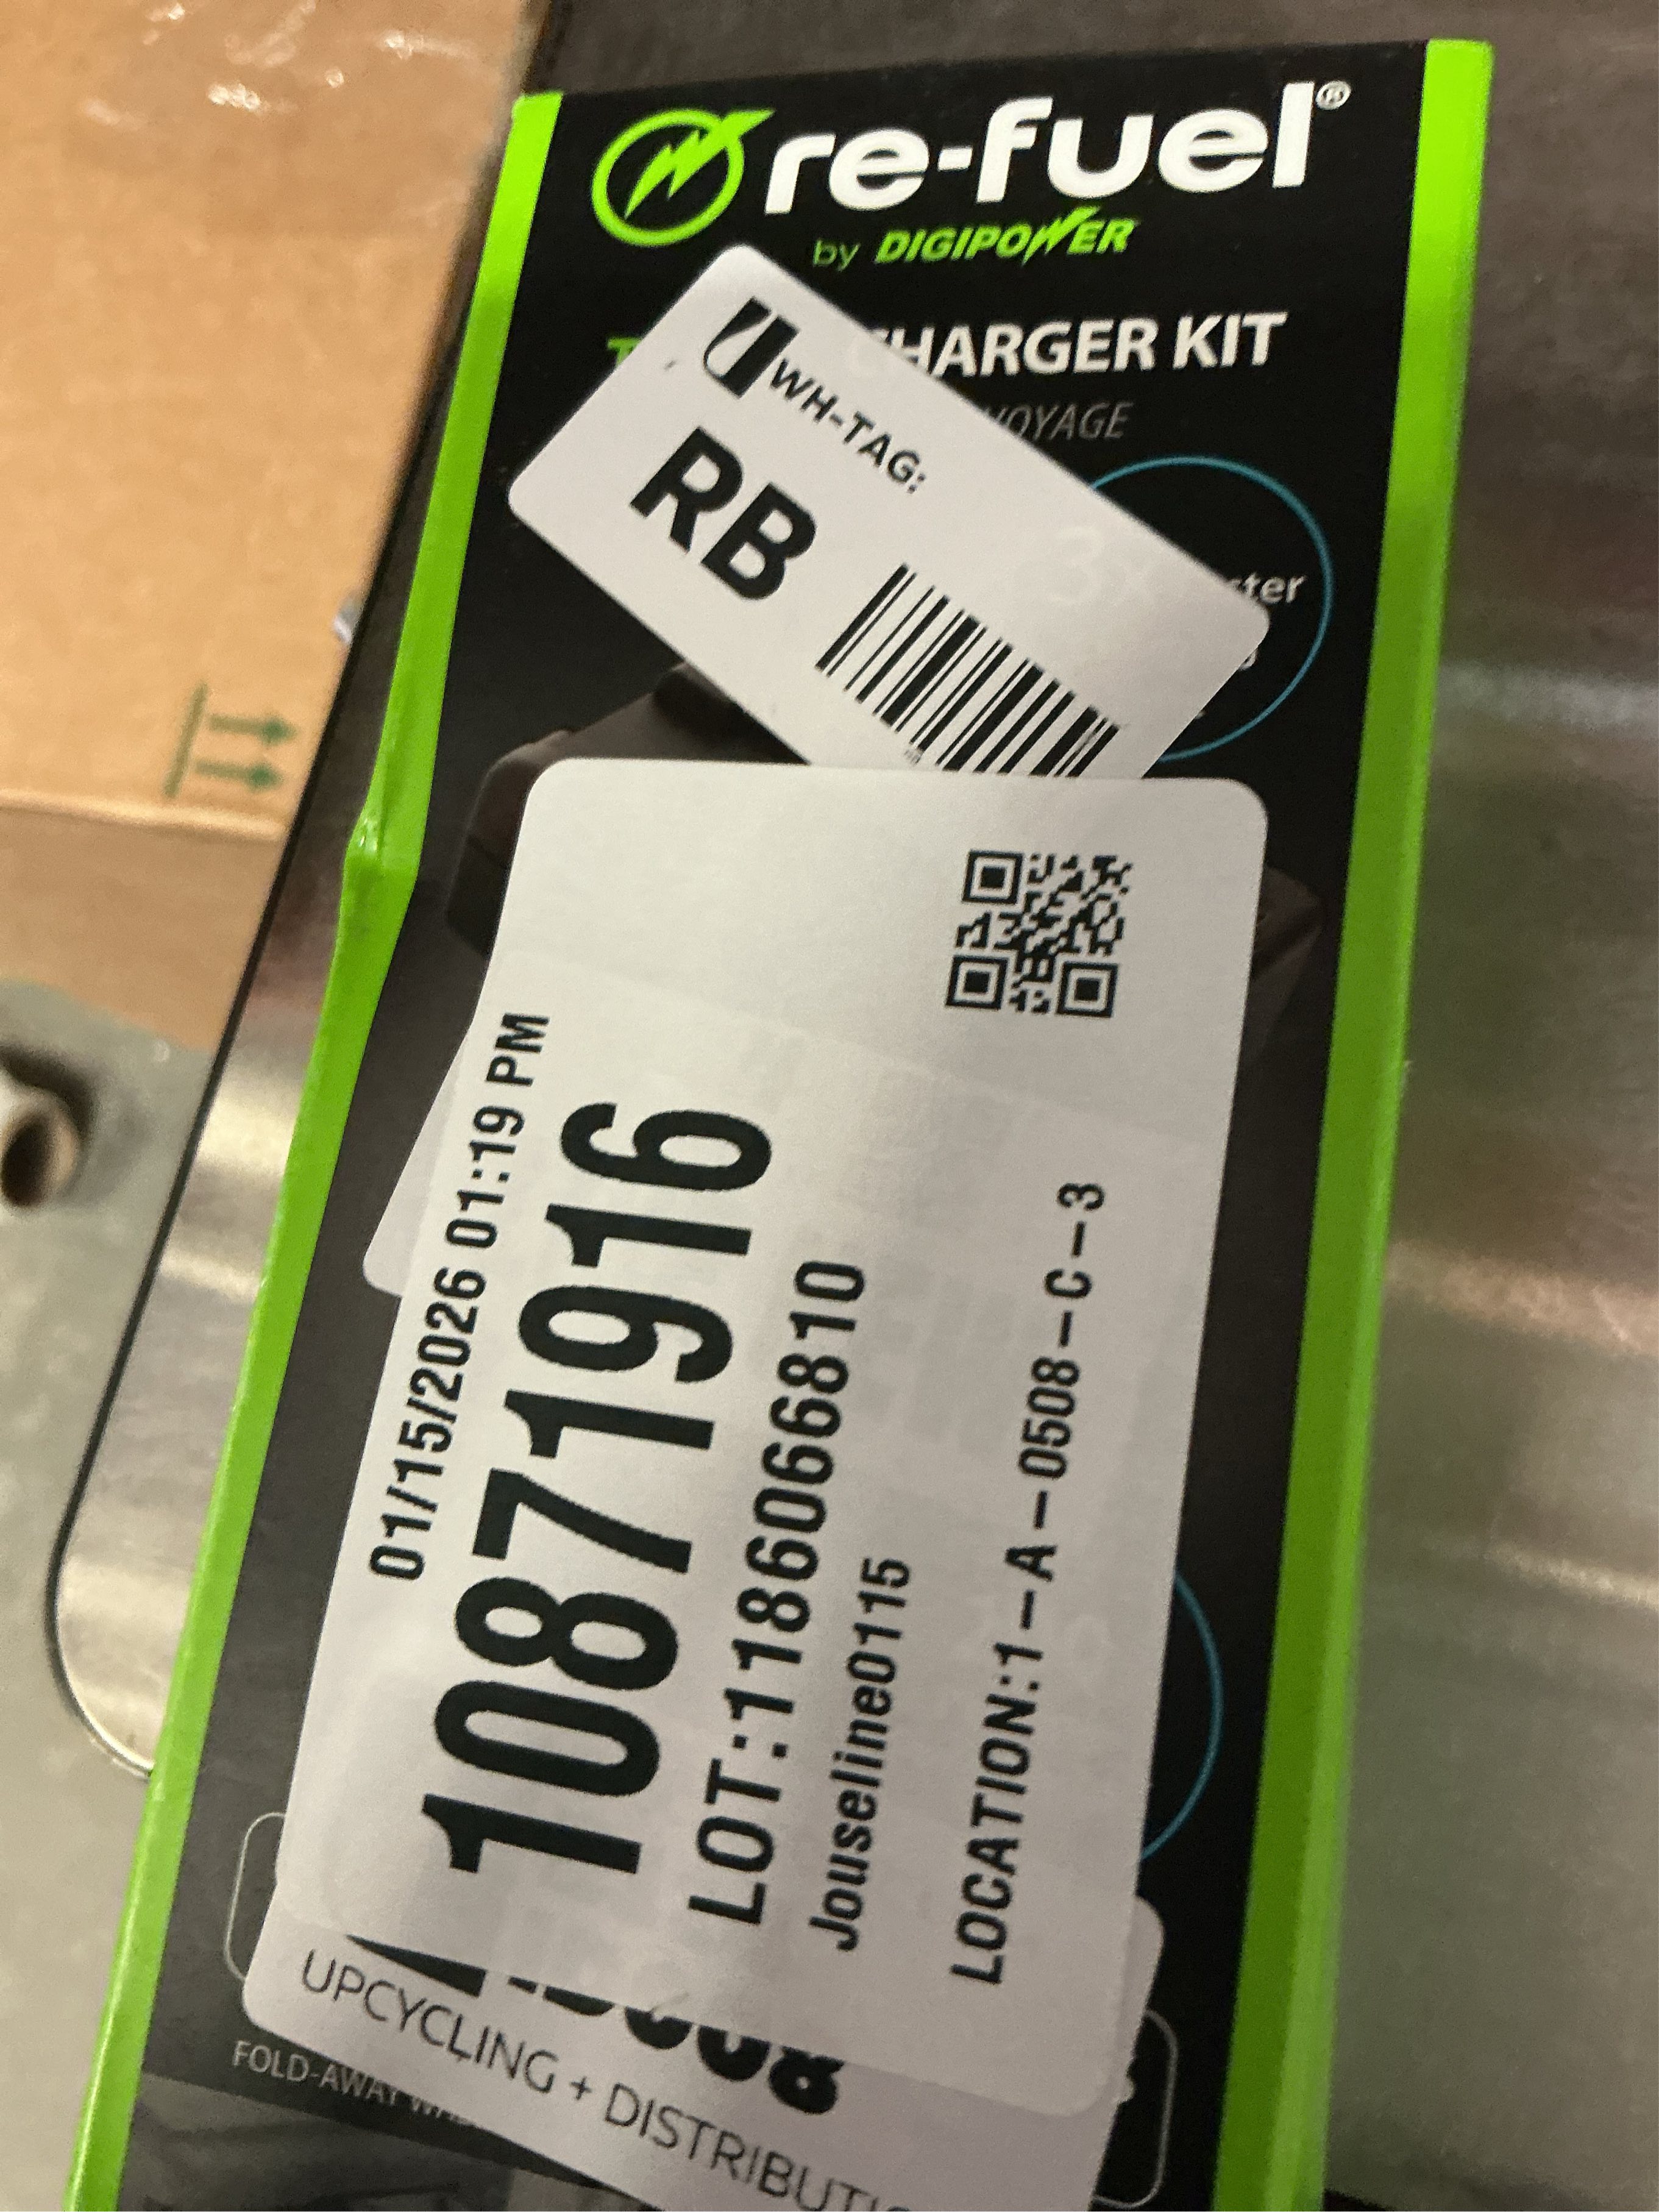 re-fuel®
by DIGIPOWER
CHARGER KIT
VOYAGE
WH-TAG:
RB
3x
01/15/2026 01:19 PM
10871916
LOT:1186066810
Jouseline0115
LOCATION:1-A-0508-C-3
UPCYCLING + DISTRIBUTI
FOLD-AWAY